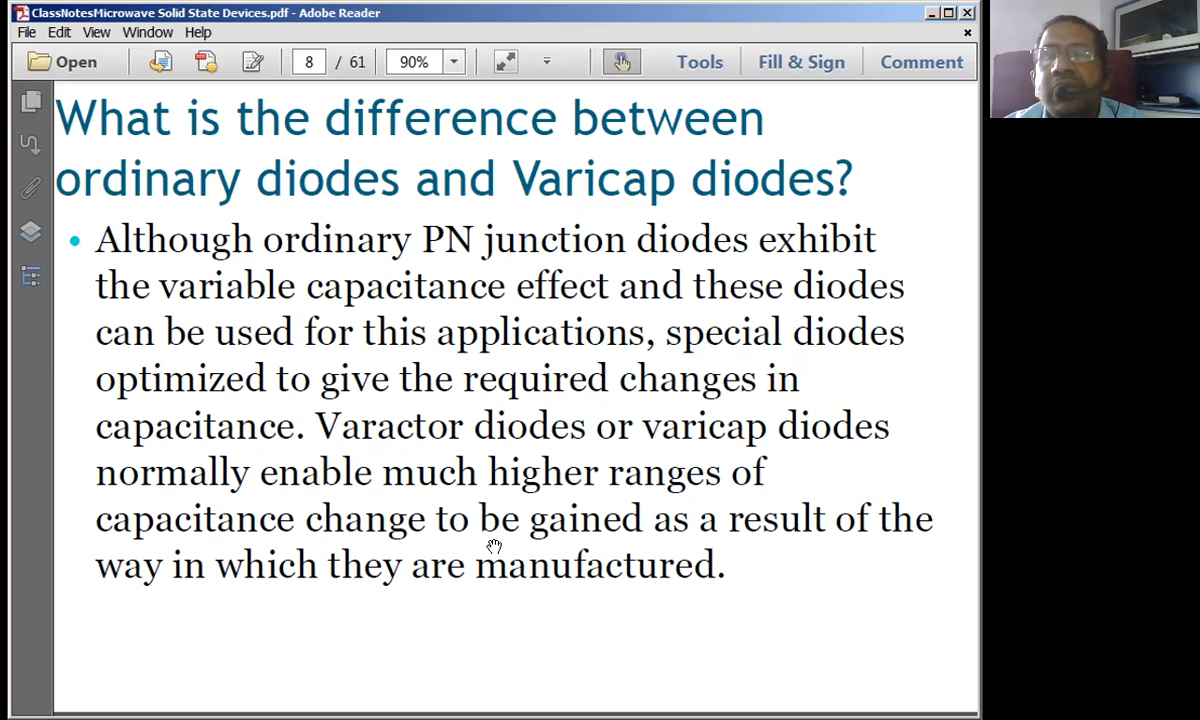 ClassNotesMicrowave Solid State Devices.pdf - Adobe Reader
File Edit View Window Help
Open 8 / 61 90% Tools Fill & Sign Comment
What is the difference between
ordinary diodes and Varicap diodes?
• Although ordinary PN junction diodes exhibit
the variable capacitance effect and these diodes
can be used for this applications, special diodes
optimized to give the required changes in
capacitance. Varactor diodes or varicap diodes
normally enable much higher ranges of
capacitance change to be gained as a result of the
way in which they are manufactured.